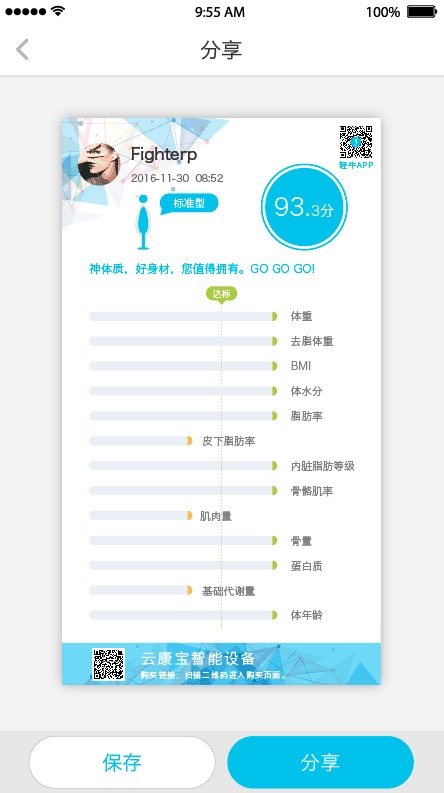 9:55 AM
100%
分享
Fighterp
2016-11-30 08:52
轻牛APP
标准型
93.3分
神体质，好身材，您值得拥有。GO GO GO!
达标
体重
去脂体重
BMI
体水分
脂肪率
皮下脂肪率
内脏脂肪等级
骨骼肌率
肌肉量
骨量
蛋白质
基础代谢量
体年龄
云康宝智能设备
购买链接：扫描二维码进入购买页面。
保存
分享